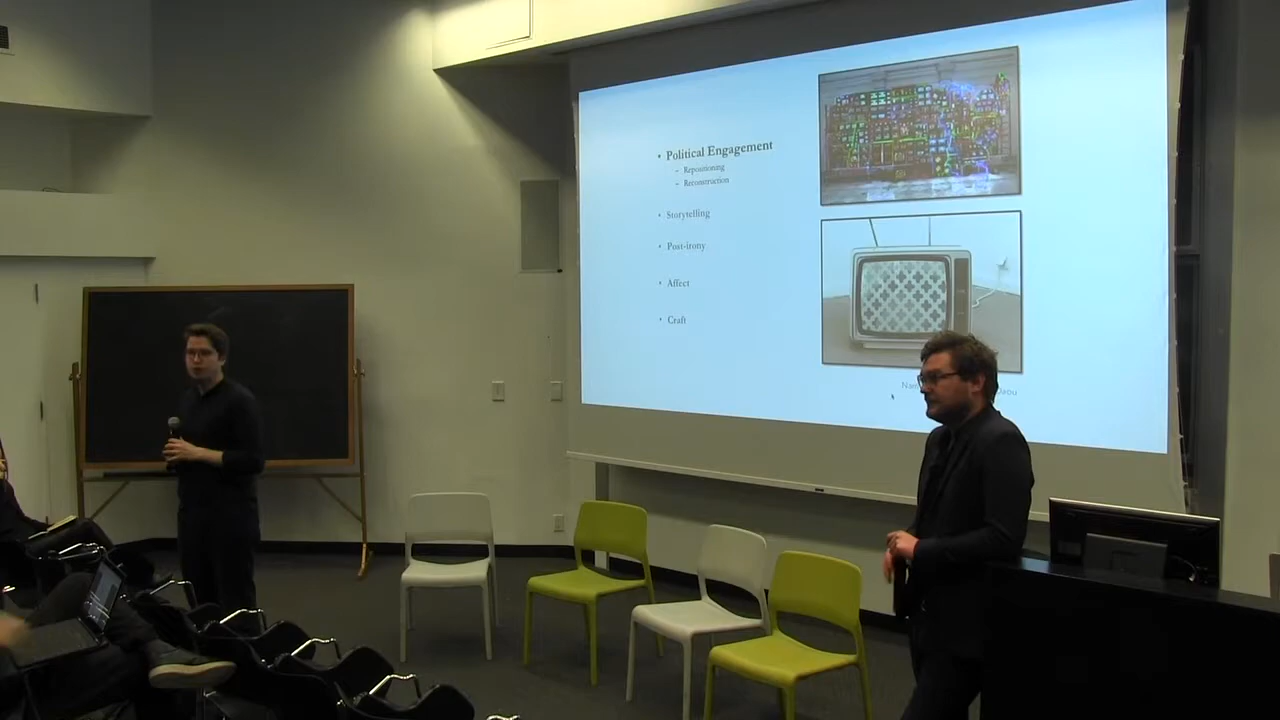 • Political Engagement
– Repositioning
– Reconstruction
• Storytelling
• Post-irony
• Affect
• Craft